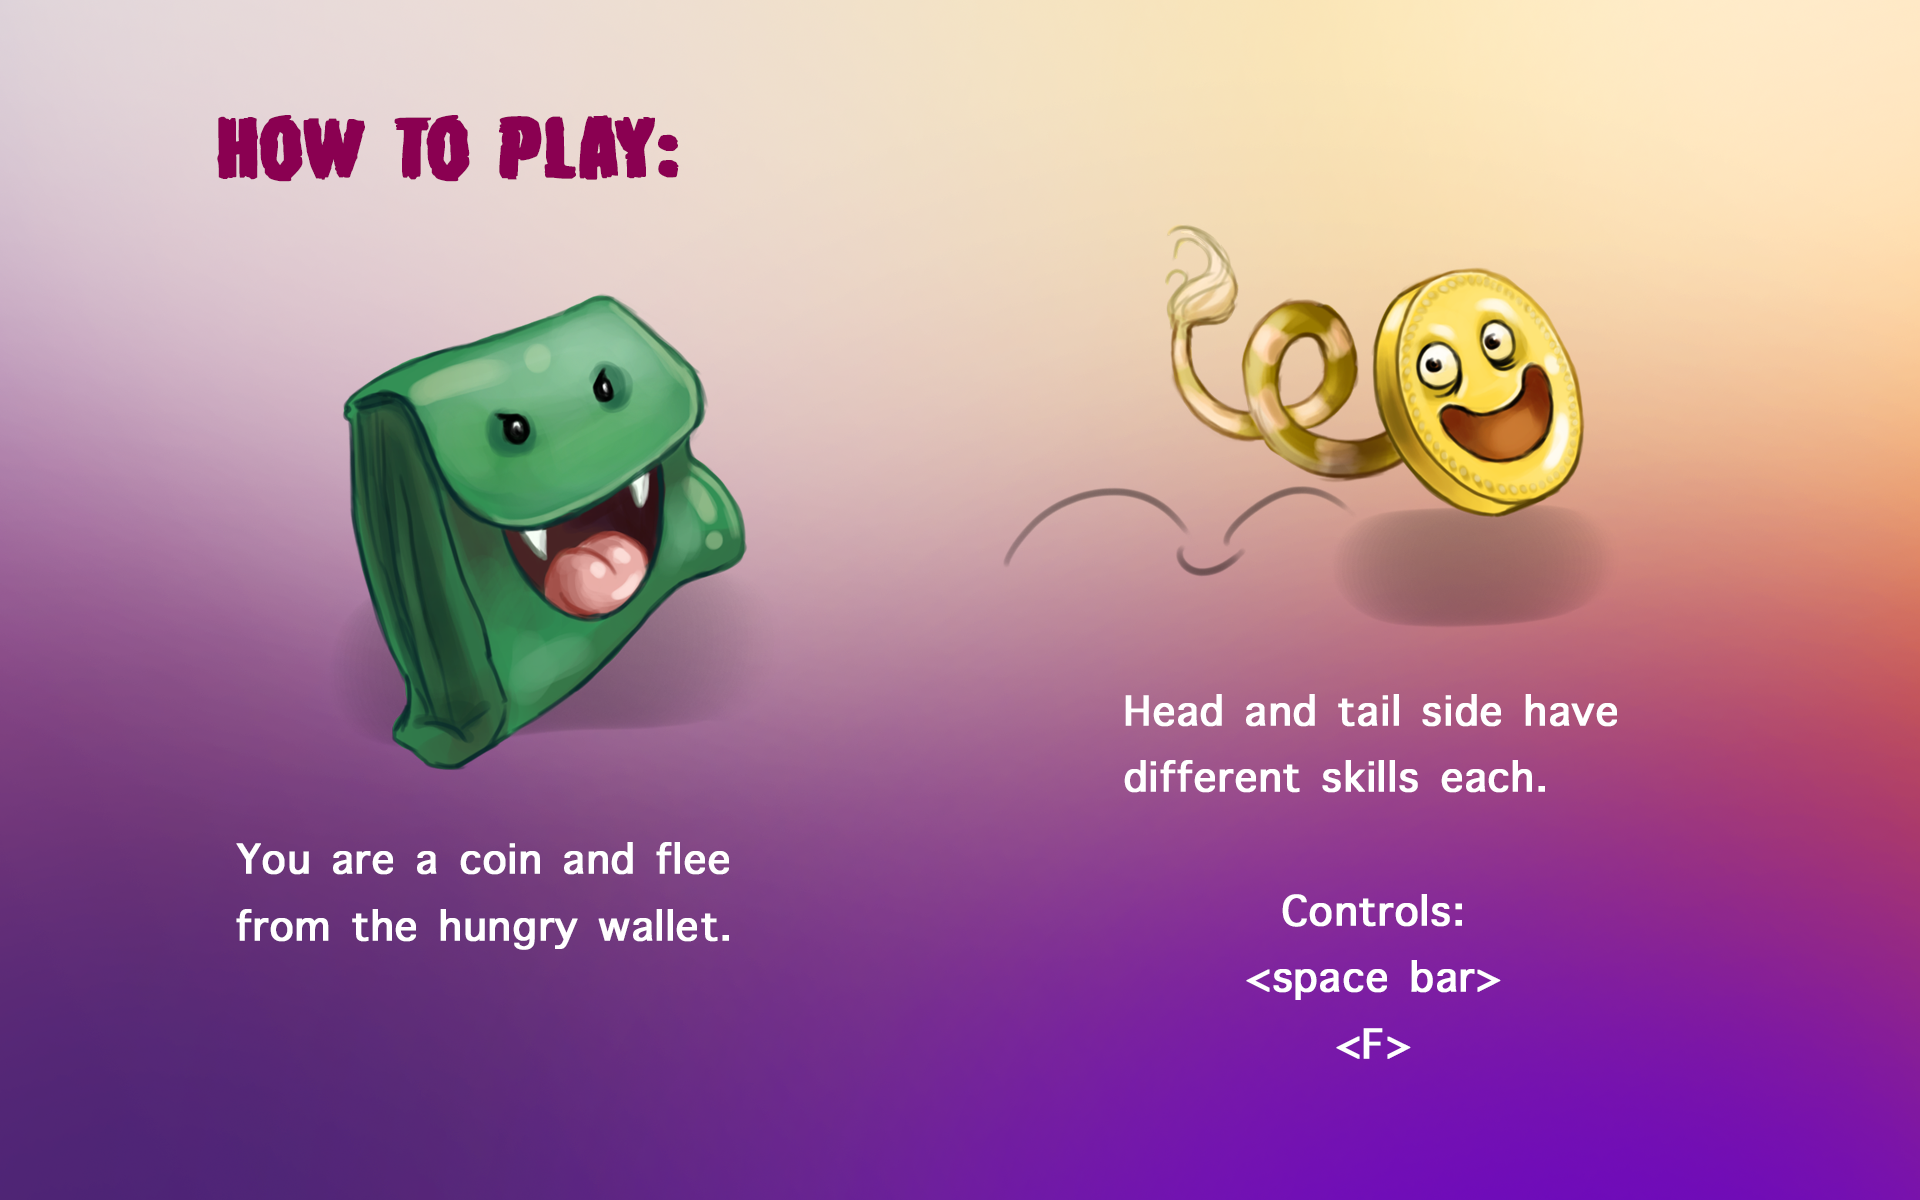 HOW TO PLAY:
You are a coin and flee
from the hungry wallet.
Head and tail side have
different skills each.
Controls:
<space bar>
<F>